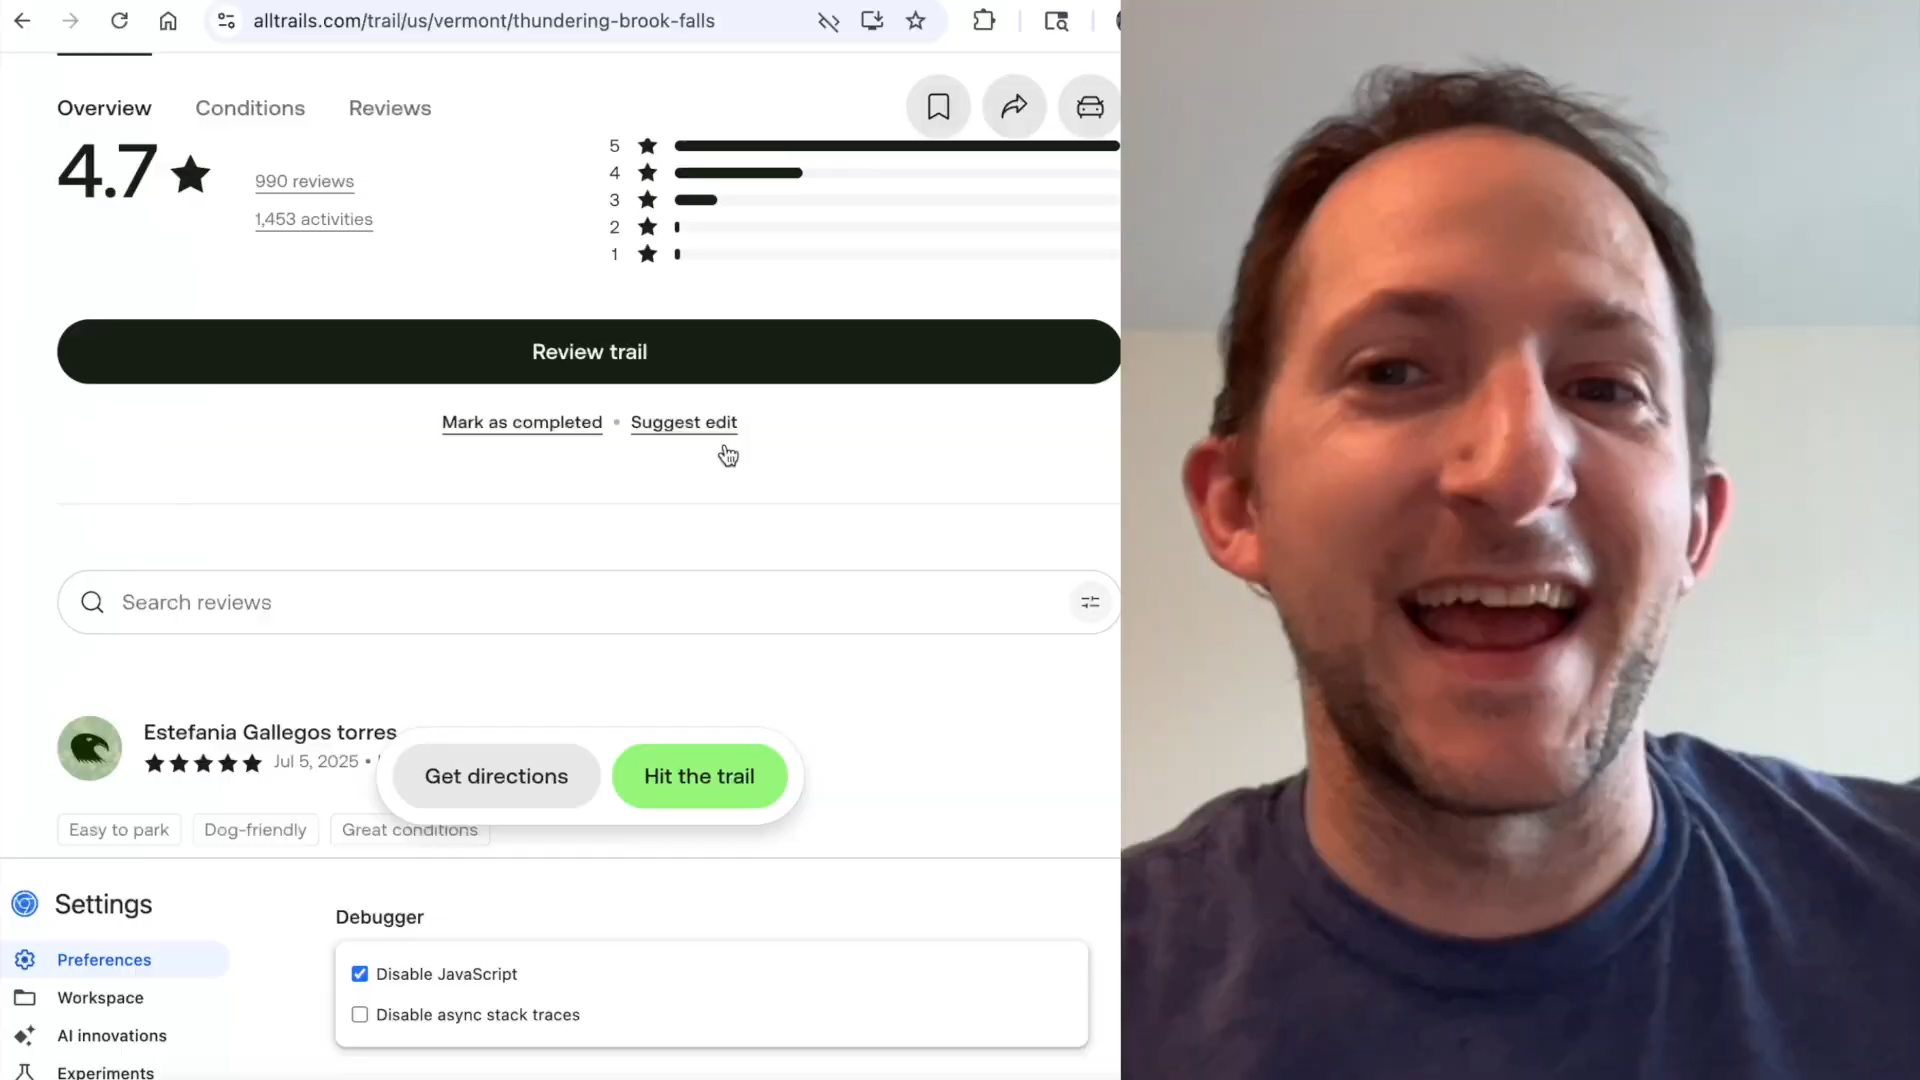 alltrails.com/trail/us/vermont/thundering-brook-falls
Overview Conditions Reviews
4.7
990 reviews
1,453 activities
5
4
3
2
1
Review trail
Mark as completed • Suggest edit
Search reviews
Estefania Gallegos torres
Jul 5, 2025 •
Get directions
Hit the trail
Easy to park
Dog-friendly
Great conditions
Settings
Preferences
Workspace
AI innovations
Experiments
Debugger
Disable JavaScript
Disable async stack traces